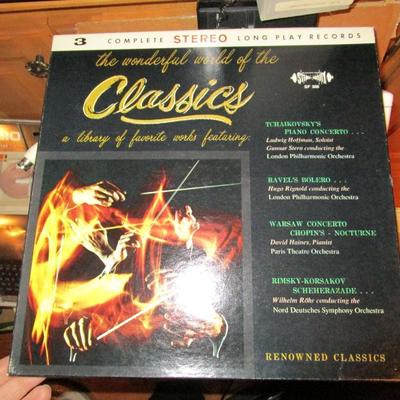 3 COMPLETE STEREO LONG PLAY RECORDS
the wonderful world of the
Classics
a library of favorite works featuring:
SF 356
TCHAIKOVSKY'S
PIANO CONCERTO . . .
Ludwig Hoffman, Soloist
Gunnar Stern conducting the
London Philharmonic Orchestra
RAVEL'S BOLERO . . .
Hugo Rignold conducting the
London Philharmonic Orchestra
WARSAW CONCERTO
CHOPIN'S - NOCTURNE
David Haines, Pianist
Paris Theatre Orchestra
RIMSKY-KORSAKOV
SCHEHERAZADE . . .
Wilhelm Röhr conducting the
Nord Deutsches Symphony Orchestra
RENOWNED CLASSICS